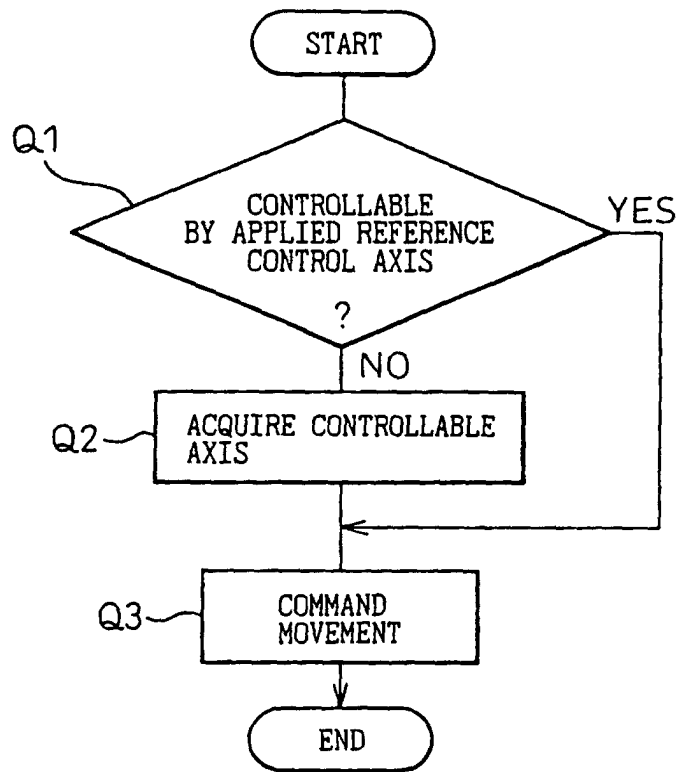 START
Q1
CONTROLLABLE
BY APPLIED REFERENCE
CONTROL AXIS
?
YES
NO
Q2
ACQUIRE CONTROLLABLE
AXIS
Q3
COMMAND
MOVEMENT
END